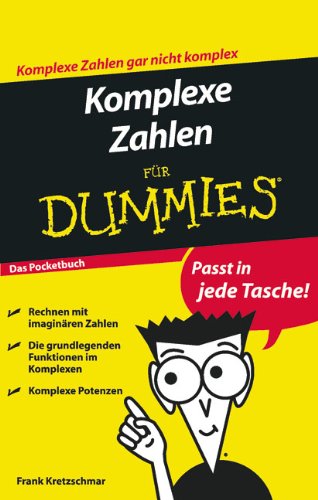 Komplexe Zahlen gar nicht komplex
Komplexe
Zahlen
FÜR
DUMMIES®
Das Pocketbuch
Passt in
jede Tasche!
Rechnen mit
imaginären Zahlen
Die grundlegenden
Funktionen im
Komplexen
Komplexe Potenzen
Frank Kretzschmar